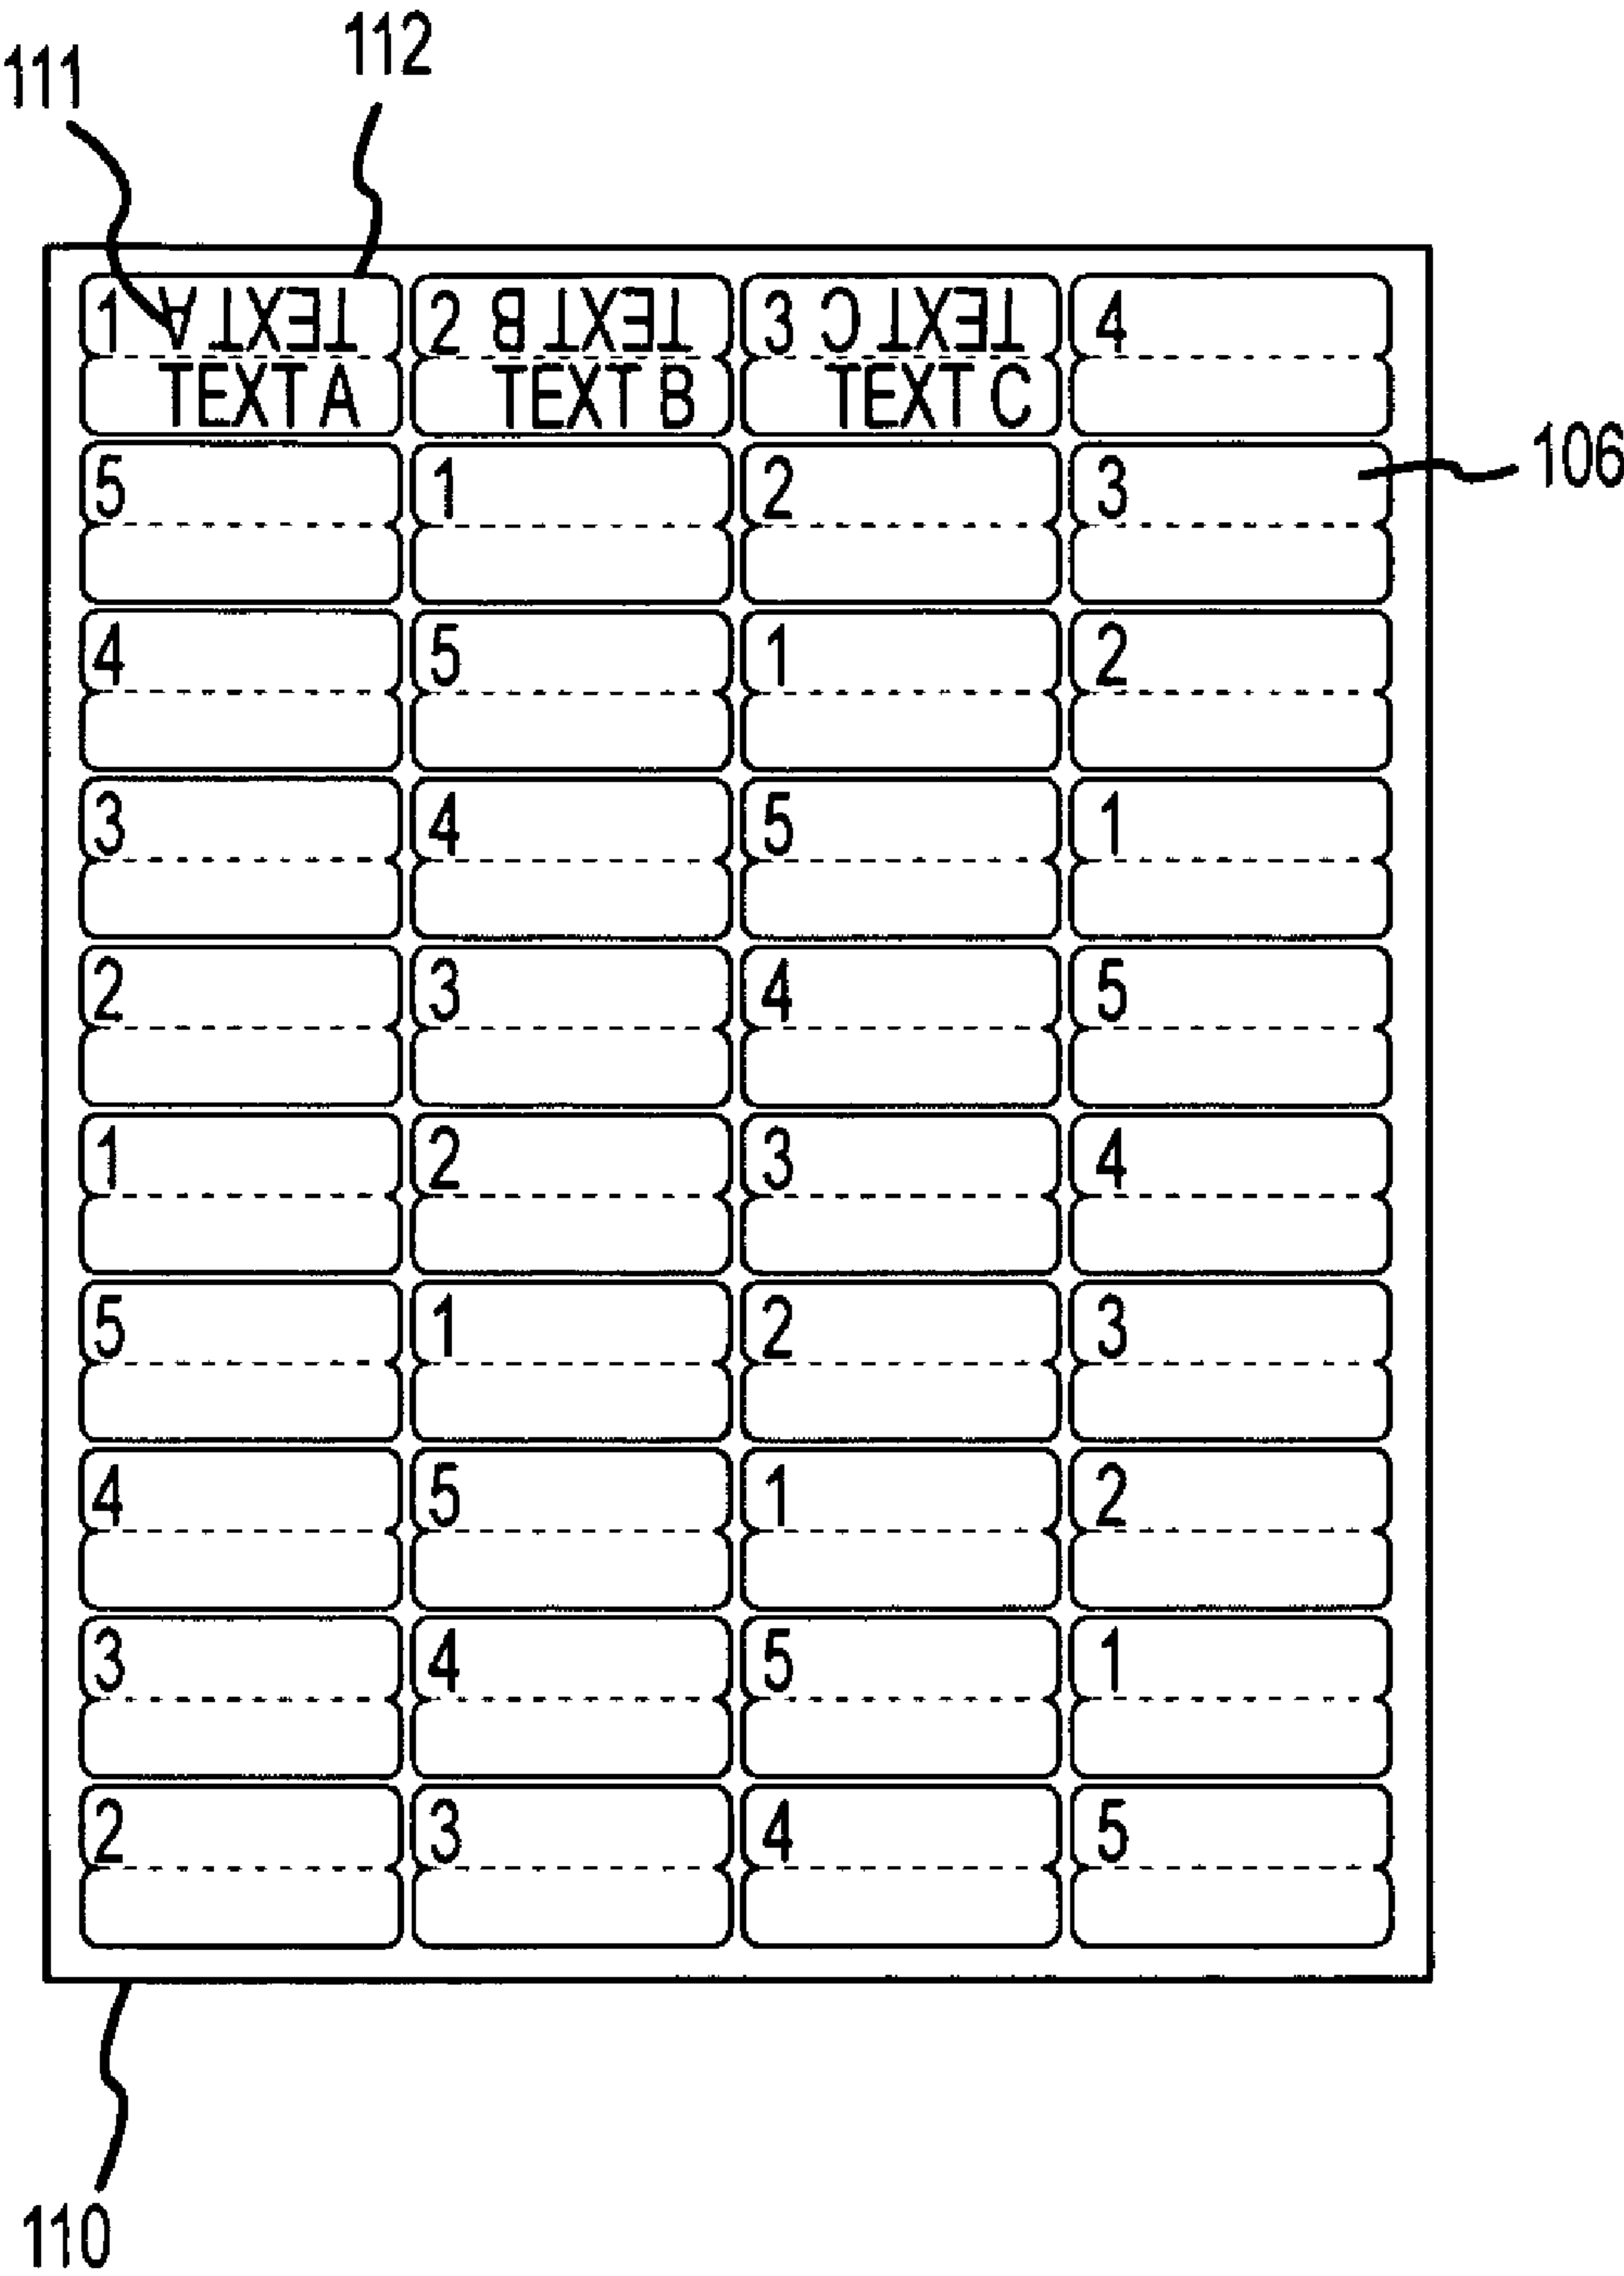 112
111
1 TEXT A 2 TEXT B 3 TEXT C 4
TEXT A TEXT B TEXT C
106
5 1 2 3
4 5 1 2
3 4 5 1
2 3 4 5
1 2 3 4
5 1 2 3
4 5 1 2
3 4 5 1
2 3 4 5
110